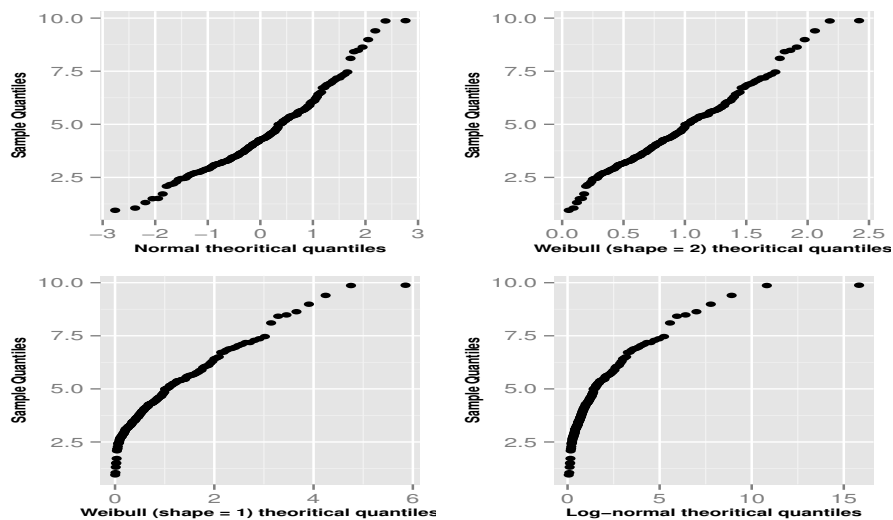 10.0
7.5
5.0
2.5
Sample Quantiles
−3 −2 −1 0 1 2 3
Normal theoritical quantiles
10.0
7.5
5.0
2.5
Sample Quantiles
0.0 0.5 1.0 1.5 2.0 2.5
Weibull (shape = 2) theoritical quantiles
10.0
7.5
5.0
2.5
Sample Quantiles
0 2 4 6
Weibull (shape = 1) theoritical quantiles
10.0
7.5
5.0
2.5
Sample Quantiles
0 5 10 15
Log−normal theoritical quantiles